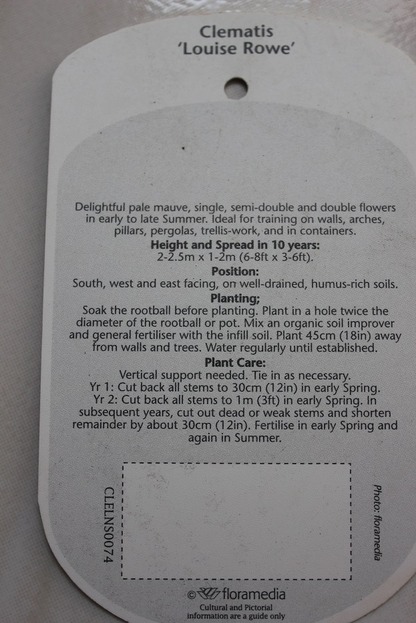 Clematis
‘Louise Rowe’
Delightful pale mauve, single, semi-double and double flowers
in early to late Summer. Ideal for training on walls, arches,
pillars, pergolas, trellis-work, and in containers.
Height and Spread in 10 years:
2-2.5m x 1-2m (6-8ft x 3-6ft).
Position:
South, west and east facing, on well-drained, humus-rich soils.
Planting;
Soak the rootball before planting. Plant in a hole twice the
diameter of the rootball or pot. Mix an organic soil improver
and general fertiliser with the infill soil. Plant 45cm (18in) away
from walls and trees. Water regularly until established.
Plant Care:
Vertical support needed. Tie in as necessary.
Yr 1: Cut back all stems to 30cm (12in) in early Spring.
Yr 2: Cut back all stems to 1m (3ft) in early Spring. In
subsequent years, cut out dead or weak stems and shorten
remainder by about 30cm (12in). Fertilise in early Spring and
again in Summer.
CLELNS0074
Photo: floramedia
© floramedia
Cultural and Pictorial
information are a guide only